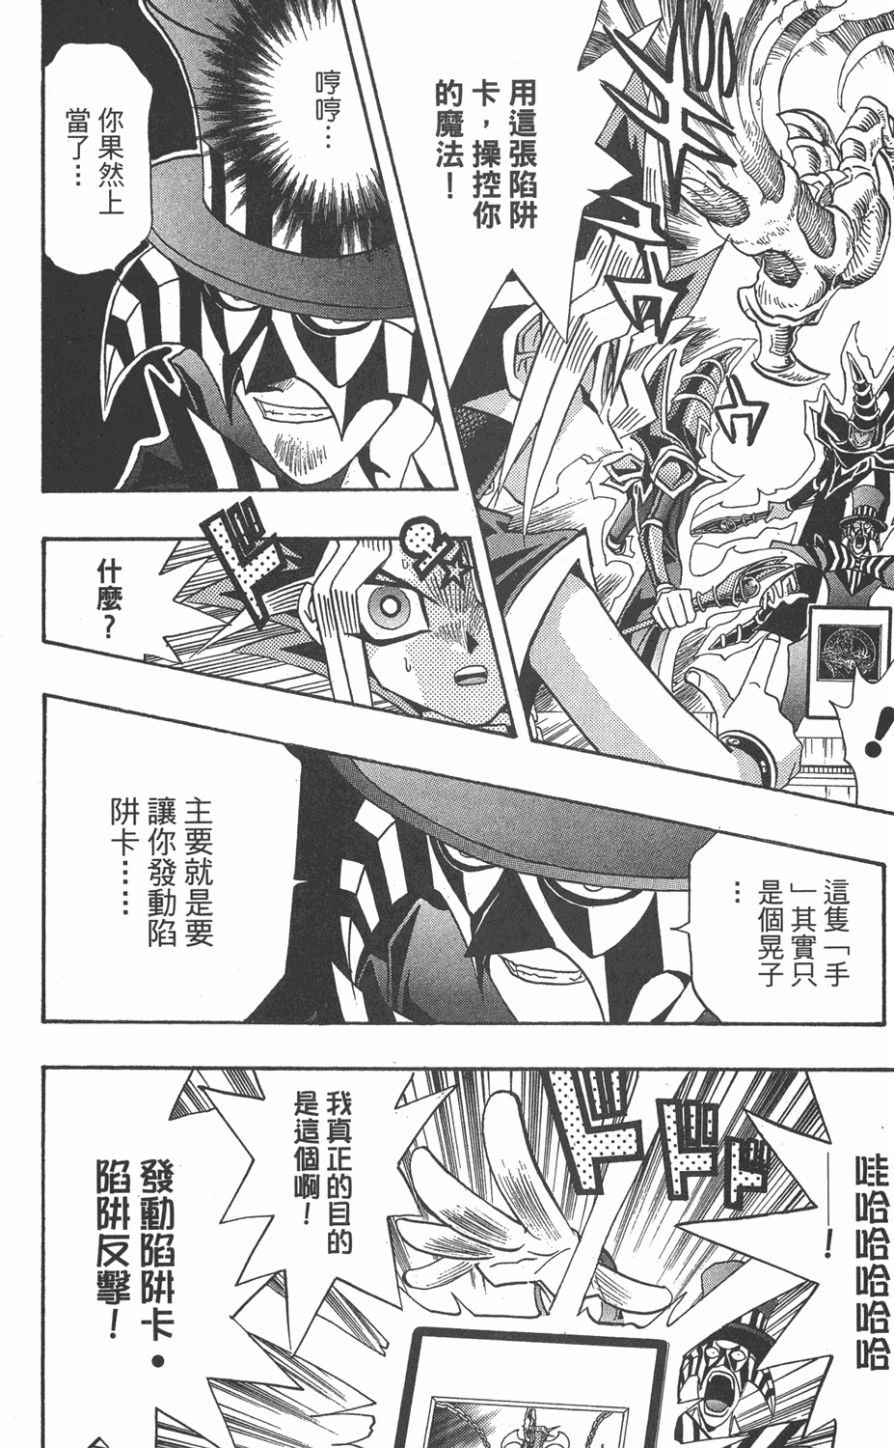 用這張陷阱
卡，操控你
的魔法！
！
哼哼…
你果然上
當了…
什麼？
這隻「手
」其實只
是個晃子
…
主要就是要
讓你發動陷
阱卡……
哇哈哈哈哈哈
——！
我真正的目的
是這個啊！
發動陷阱卡・
陷阱反擊！